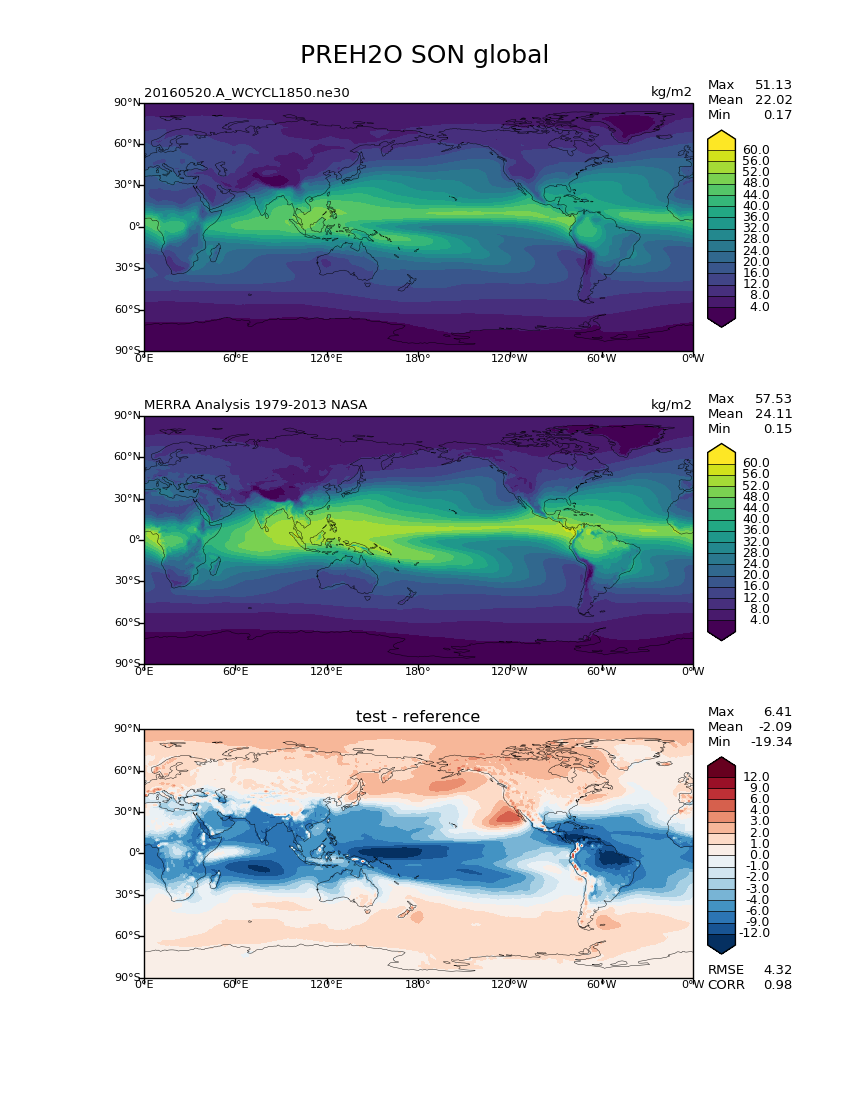 PREH2O SON global
20160520.A_WCYCL1850.ne30 kg/m2
Max 51.13
Mean 22.02
Min 0.17
90°N
60°N
30°N
0°
30°S
60°S
90°S
0°E 60°E 120°E 180° 120°W 60°W 0°W
60.0
56.0
52.0
48.0
44.0
40.0
36.0
32.0
28.0
24.0
20.0
16.0
12.0
8.0
4.0
MERRA Analysis 1979-2013 NASA kg/m2
Max 57.53
Mean 24.11
Min 0.15
90°N
60°N
30°N
0°
30°S
60°S
90°S
0°E 60°E 120°E 180° 120°W 60°W 0°W
60.0
56.0
52.0
48.0
44.0
40.0
36.0
32.0
28.0
24.0
20.0
16.0
12.0
8.0
4.0
test - reference
Max 6.41
Mean -2.09
Min -19.34
90°N
60°N
30°N
0°
30°S
60°S
90°S
0°E 60°E 120°E 180° 120°W 60°W 0°W
12.0
9.0
6.0
4.0
3.0
2.0
1.0
0.0
-1.0
-2.0
-3.0
-4.0
-6.0
-9.0
-12.0
RMSE 4.32
CORR 0.98